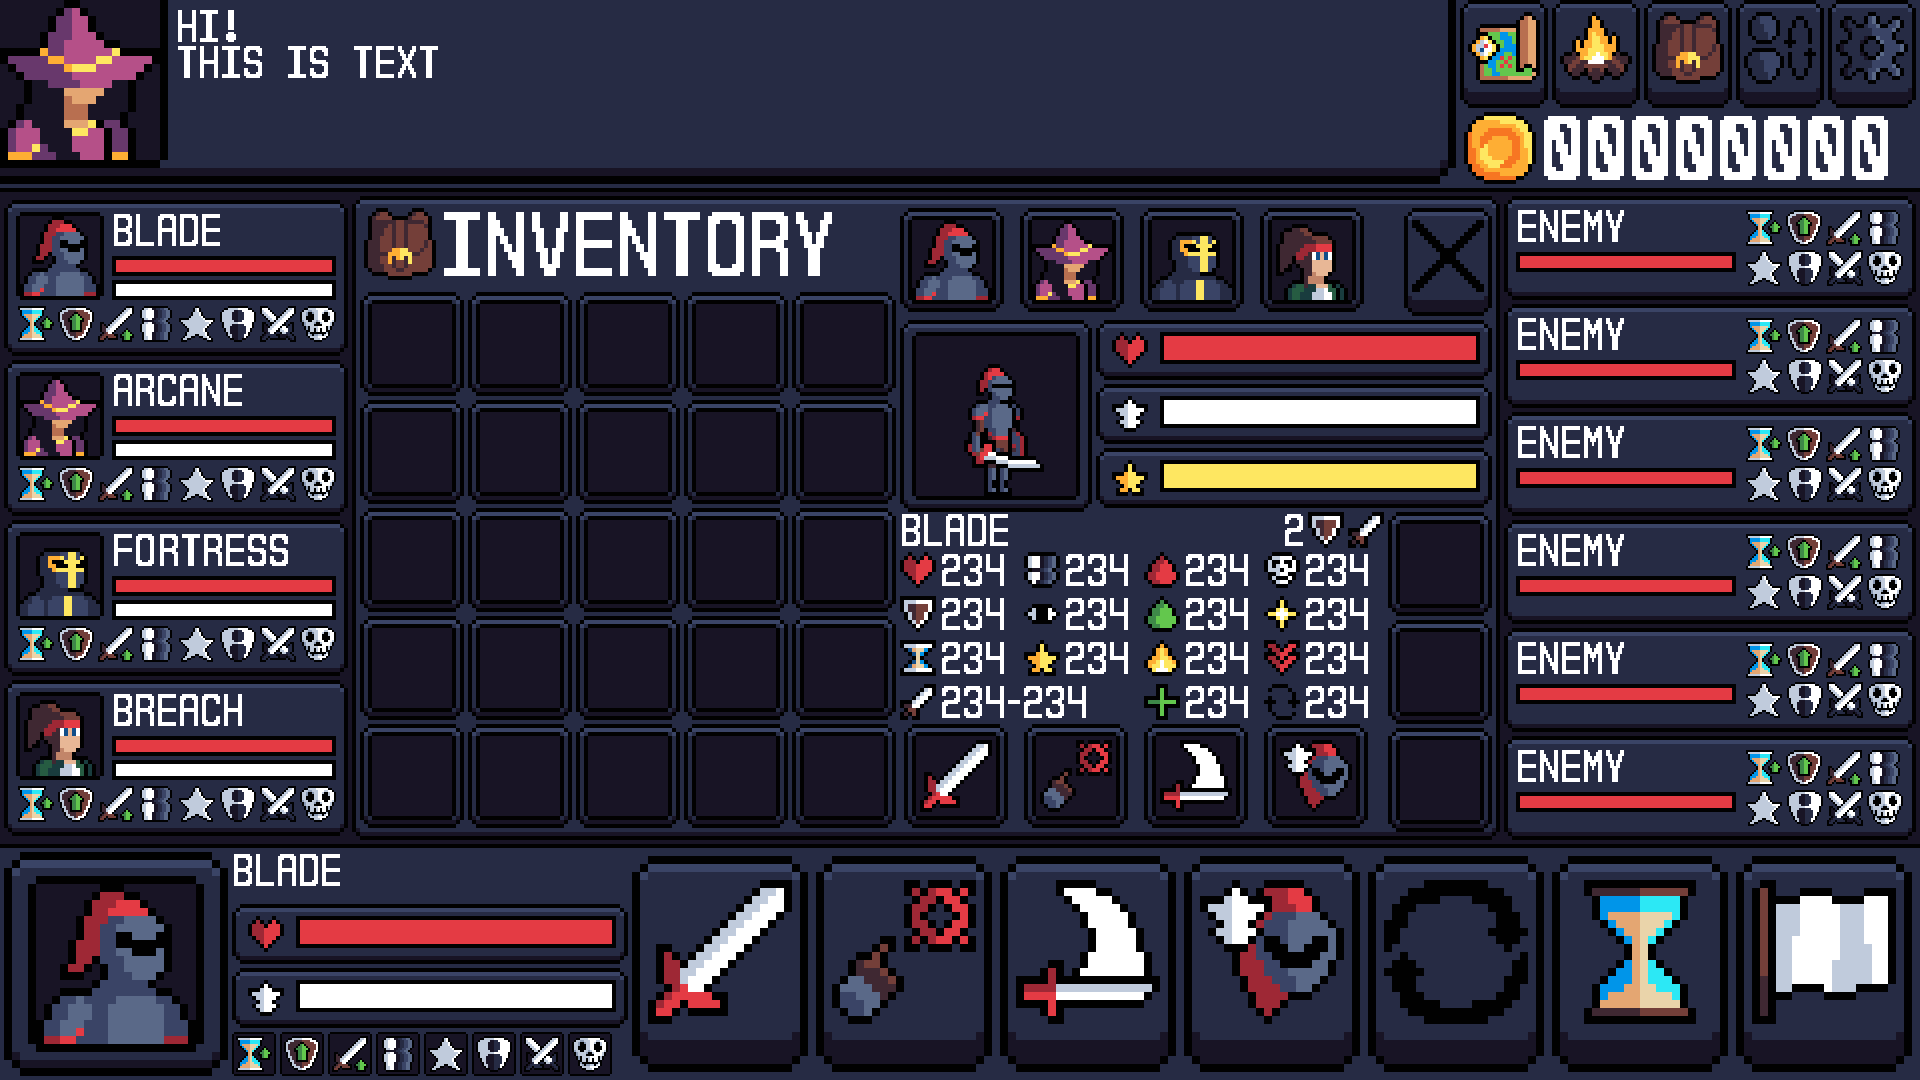 HI!
THIS IS TEXT
00000000
BLADE
ARCANE
FORTRESS
BREACH
INVENTORY
BLADE 2
234 234 234 234
234 234 234 234
234 234 234 234
234-234 234 234
ENEMY
ENEMY
ENEMY
ENEMY
ENEMY
ENEMY
BLADE